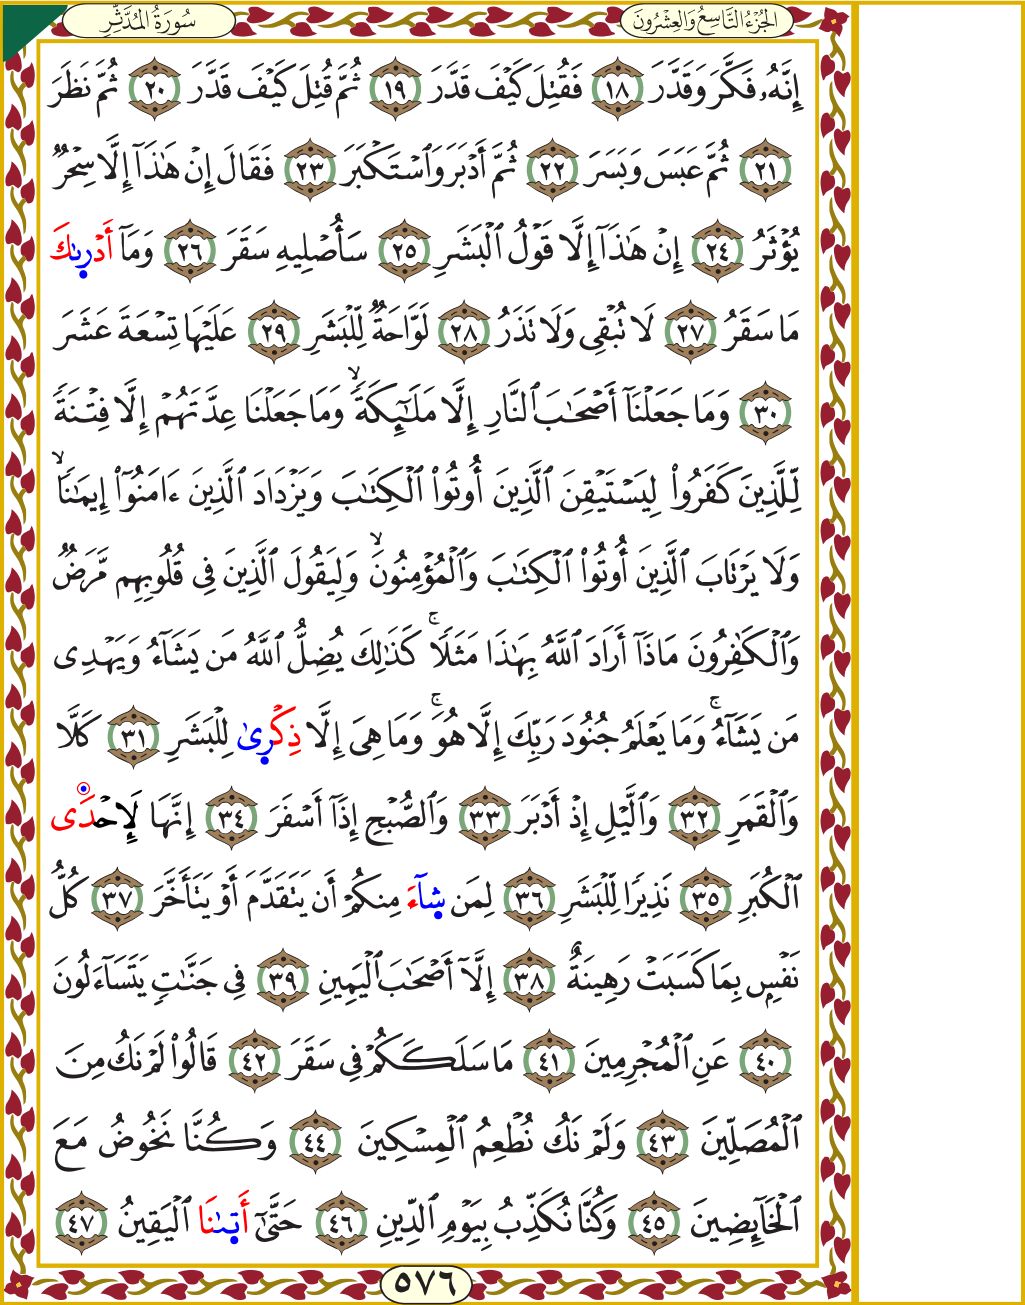 الجُزْءُ التَّاسِعُ وَالعِشْرُونَ
سُورَةُ المُدَّثِّرِ
إِنَّهُۥ فَكَّرَ وَقَدَّرَ ١٨ فَقُتِلَ كَيْفَ قَدَّرَ ١٩ ثُمَّ قُتِلَ كَيْفَ قَدَّرَ ٢٠ ثُمَّ نَظَرَ
٢١ ثُمَّ عَبَسَ وَبَسَرَ ٢٢ ثُمَّ أَدْبَرَ وَٱسْتَكْبَرَ ٢٣ فَقَالَ إِنْ هَٰذَآ إِلَّا سِحْرٌ
يُؤْثَرُ ٢٤ إِنْ هَٰذَآ إِلَّا قَوْلُ ٱلْبَشَرِ ٢٥ سَأُصْلِيهِ سَقَرَ ٢٦ وَمَآ أَدْرىٰكَ
مَا سَقَرُ ٢٧ لَا تُبْقِى وَلَا تَذَرُ ٢٨ لَوَّاحَةٌ لِّلْبَشَرِ ٢٩ عَلَيْهَا تِسْعَةَ عَشَرَ
٣٠ وَمَا جَعَلْنَآ أَصْحَٰبَ ٱلنَّارِ إِلَّا مَلَٰٓئِكَةً ۙ وَمَا جَعَلْنَا عِدَّتَهُمْ إِلَّا فِتْنَةً
لِّلَّذِينَ كَفَرُوا۟ لِيَسْتَيْقِنَ ٱلَّذِينَ أُوتُوا۟ ٱلْكِتَٰبَ وَيَزْدَادَ ٱلَّذِينَ ءَامَنُوٓا۟ إِيمَٰنًا ۙ
وَلَا يَرْتَابَ ٱلَّذِينَ أُوتُوا۟ ٱلْكِتَٰبَ وَٱلْمُؤْمِنُونَ ۙ وَلِيَقُولَ ٱلَّذِينَ فِى قُلُوبِهِم مَّرَضٌ
وَٱلْكَٰفِرُونَ مَاذَآ أَرَادَ ٱللَّهُ بِهَٰذَا مَثَلًا ۚ كَذَٰلِكَ يُضِلُّ ٱللَّهُ مَن يَشَآءُ وَيَهْدِى
مَن يَشَآءُ ۚ وَمَا يَعْلَمُ جُنُودَ رَبِّكَ إِلَّا هُوَ ۚ وَمَا هِىَ إِلَّا ذِكْرىٰ لِلْبَشَرِ ٣١ كَلَّا
وَٱلْقَمَرِ ٣٢ وَٱلَّيْلِ إِذْ أَدْبَرَ ٣٣ وَٱلصُّبْحِ إِذَآ أَسْفَرَ ٣٤ إِنَّهَا لَإِحْدَى
ٱلْكُبَرِ ٣٥ نَذِيرًا لِّلْبَشَرِ ٣٦ لِمَن شآءَ مِنكُمْ أَن يَتَقَدَّمَ أَوْ يَتَأَخَّرَ ٣٧ كُلُّ
نَفْسٍۭ بِمَا كَسَبَتْ رَهِينَةٌ ٣٨ إِلَّآ أَصْحَٰبَ ٱلْيَمِينِ ٣٩ فِى جَنَّٰتٍ يَتَسَآءَلُونَ
٤٠ عَنِ ٱلْمُجْرِمِينَ ٤١ مَا سَلَكَكُمْ فِى سَقَرَ ٤٢ قَالُوا۟ لَمْ نَكُ مِنَ
ٱلْمُصَلِّينَ ٤٣ وَلَمْ نَكُ نُطْعِمُ ٱلْمِسْكِينَ ٤٤ وَكُنَّا نَخُوضُ مَعَ
ٱلْخَآئِضِينَ ٤٥ وَكُنَّا نُكَذِّبُ بِيَوْمِ ٱلدِّينِ ٤٦ حَتَّىٰٓ أَتىٰنَا ٱلْيَقِينُ ٤٧
٥٧٦